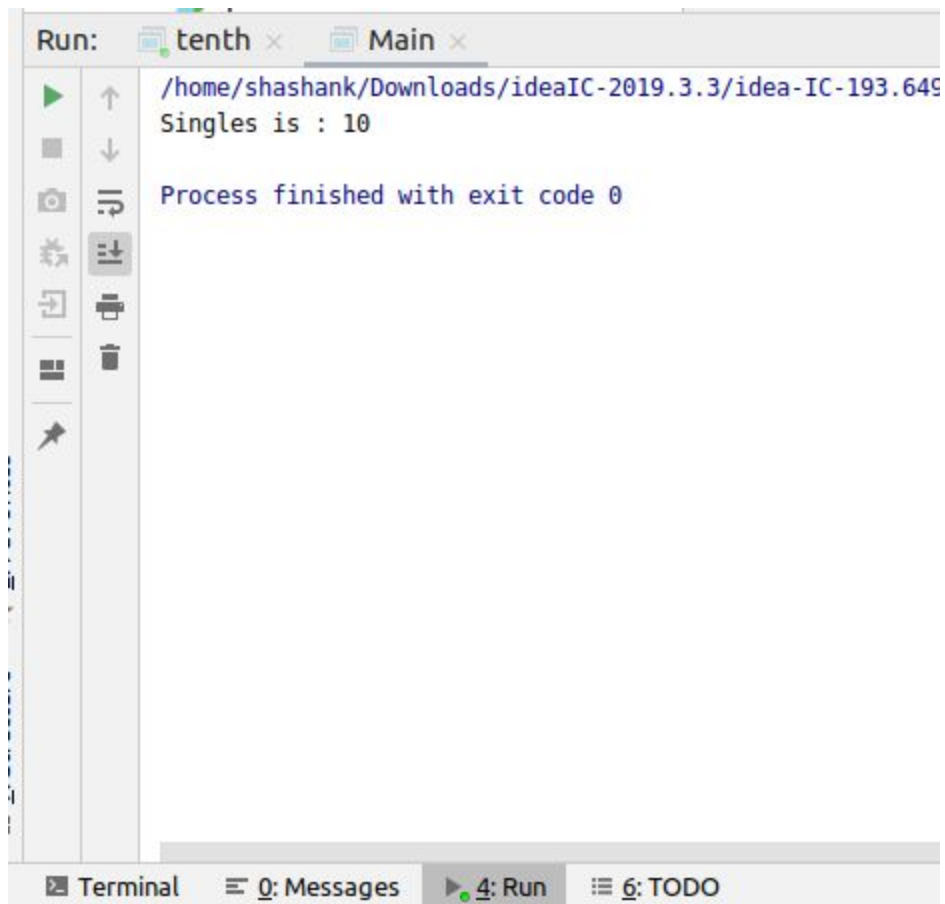 Run: tenth Main
/home/shashank/Downloads/ideaIC-2019.3.3/idea-IC-193.649
Singles is : 10
Process finished with exit code 0
Terminal 0: Messages 4: Run 6: TODO